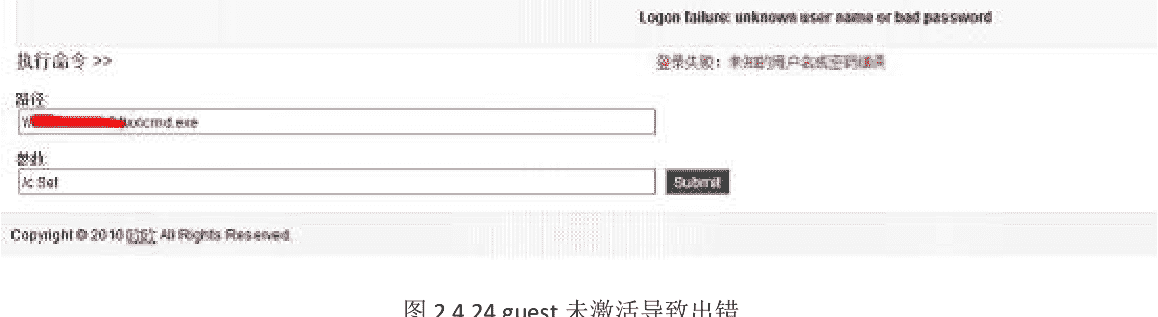 Logon failure: unknown user name or bad password
执行命令 >>
登录失败：未知的用户名或密码错误
路径:
cmd.exe
参数:
/c Set
Submit
Copyright © 2010 All Rights Reserved.
图 2.4.24 guest 未激活导致出错